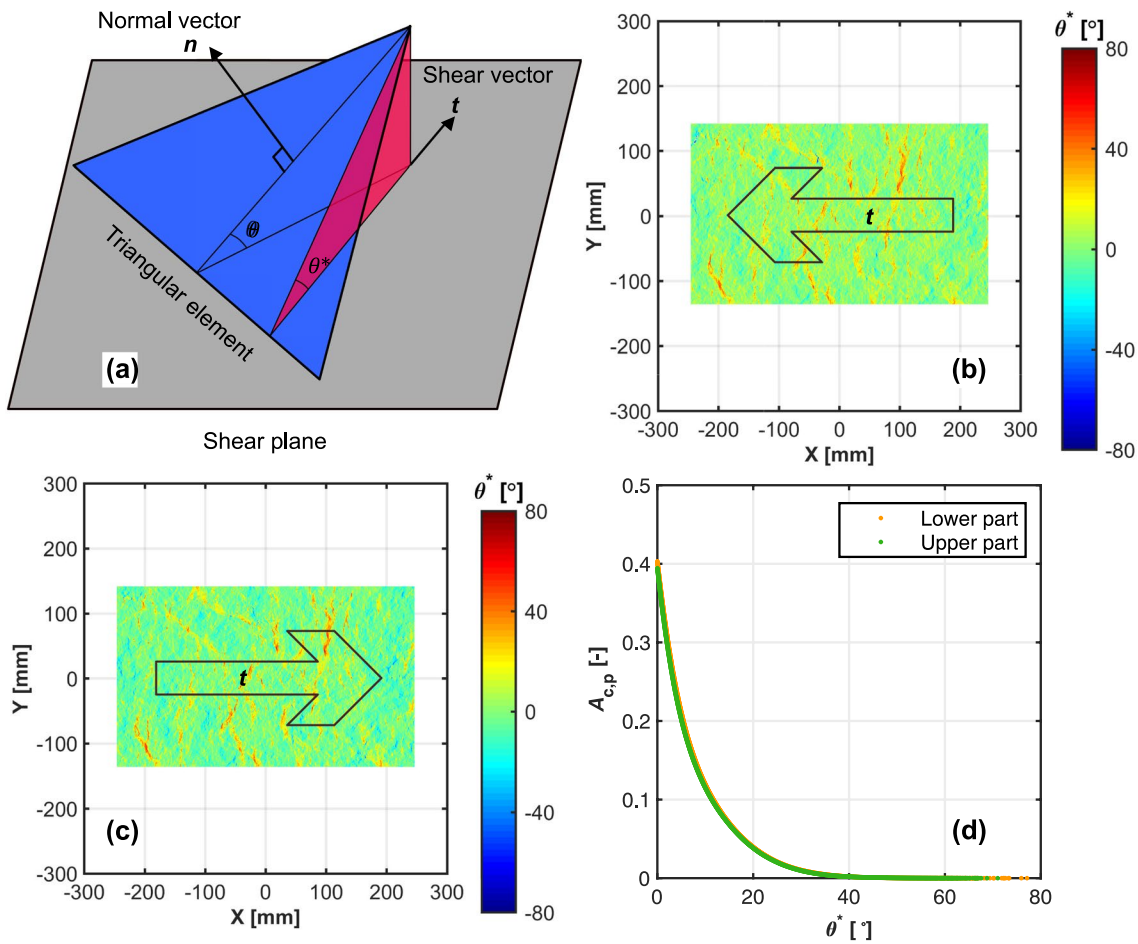 Normal vector
n
Shear vector
t
θ
θ*
Triangular element
(a)
Shear plane
θ* [°]
300
200
100
0
-100
-200
-300
Y [mm]
-300 -200 -100 0 100 200 300
X [mm]
t
(b)
80
40
0
-40
-80
θ* [°]
300
200
100
0
-100
-200
-300
Y [mm]
-300 -200 -100 0 100 200 300
X [mm]
t
(c)
80
40
0
-40
-80
0.5
0.4
0.3
0.2
0.1
0
A_c,p [-]
Lower part
Upper part
(d)
0 20 40 60 80
θ* [°]